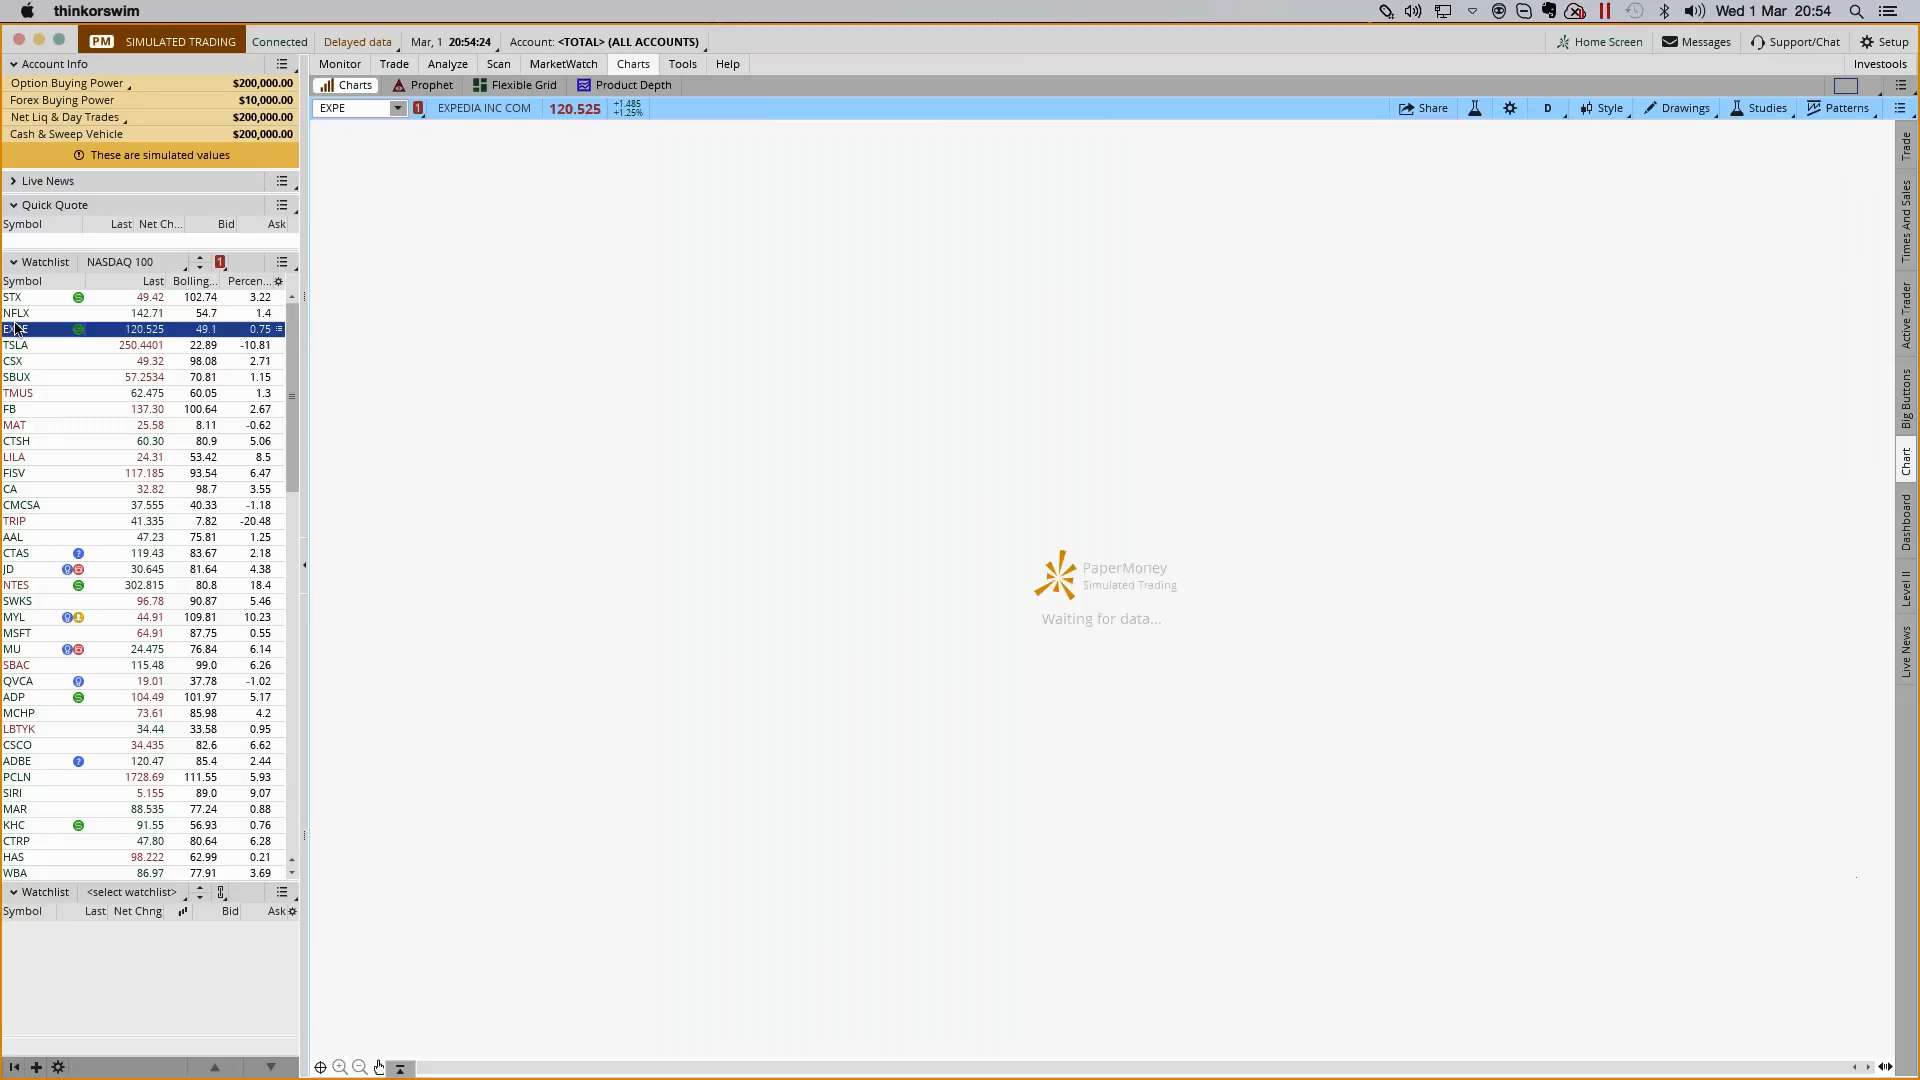 thinkorswim
Wed 1 Mar 20:54
PM SIMULATED TRADING Connected Delayed data Mar, 1 20:54:24 Account: <TOTAL> (ALL ACCOUNTS) Home Screen Messages Support/Chat Setup
Account Info
Option Buying Power $200,000.00
Forex Buying Power $10,000.00
Net Liq & Day Trades $200,000.00
Cash & Sweep Vehicle $200,000.00
These are simulated values
Live News
Quick Quote
Symbol Last Net Ch... Bid Ask
Watchlist NASDAQ 100 1
Symbol Last Bolling... Percen...
STX 49.42 102.74 3.22
NFLX 142.71 54.7 1.4
120.525 49.1 0.75
TSLA 250.4401 22.89 -10.81
CSX 49.32 98.08 2.71
SBUX 57.2534 70.81 1.15
TMUS 62.475 60.05 1.3
FB 137.30 100.64 2.67
MAT 25.58 8.11 -0.62
CTSH 60.30 80.9 5.06
LILA 24.31 53.42 8.5
FISV 117.185 93.54 6.47
CA 32.82 98.7 3.55
CMCSA 37.555 40.33 -1.18
TRIP 41.335 7.82 -20.48
AAL 47.23 75.81 1.25
CTAS 119.43 83.67 2.18
JD 30.645 81.64 4.38
NTES 302.815 80.8 18.4
SWKS 96.78 90.87 5.46
MYL 44.91 109.81 10.23
MSFT 64.91 87.75 0.55
MU 24.475 76.84 6.14
SBAC 115.48 99.0 6.26
QVCA 19.01 37.78 -1.02
ADP 104.49 101.97 5.17
MCHP 73.61 85.98 4.2
LBTYK 34.44 33.58 0.95
CSCO 34.435 82.6 6.62
ADBE 120.47 85.4 2.44
PCLN 1728.69 111.55 5.93
SIRI 5.155 89.0 9.07
MAR 88.535 77.24 0.88
KHC 91.55 56.93 0.76
CTRP 47.80 80.64 6.28
HAS 98.222 62.99 0.21
WBA 86.97 77.91 3.69
Watchlist <select watchlist>
Symbol Last Net Chng Bid Ask
Monitor Trade Analyze Scan MarketWatch Charts Tools Help Investools
Charts Prophet Flexible Grid Product Depth
EXPE 1 EXPEDIA INC COM 120.525 +1.485
+1.25%
Share D Style Drawings Studies Patterns
PaperMoney
Simulated Trading
Waiting for data...
Trade
Times And Sales
Active Trader
Big Buttons
Chart
Dashboard
Level II
Live News